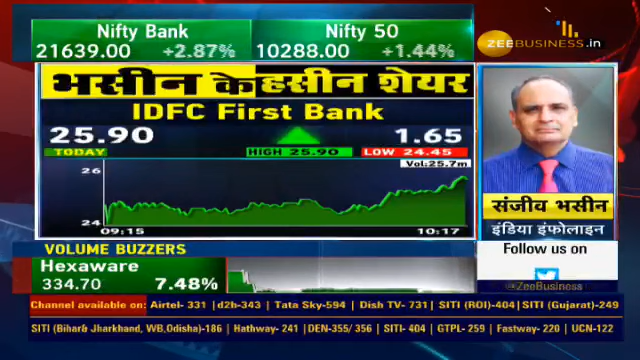 Nifty Bank
21639.00 +2.87%
Nifty 50
10288.00 +1.44%
ZEEBUSINESS.in
भसीन के हसीन शेयर
IDFC First Bank
25.90 1.65
TODAY HIGH 25.90 LOW 24.45
Vol:25.7m
26
24
09:15 10:17
संजीव भसीन
इंडिया इंफोलाइन
VOLUME BUZZERS
Hexaware
334.70 7.48%
Follow us on
@ZeeBusiness
Channel available on: Airtel- 331 | d2h-343 | Tata Sky-594 | Dish TV- 731 | SITI (ROI)-404 | SITI (Gujarat)-249
SITI (Bihar& Jharkhand, WB,Odisha)-186 | Hathway- 241 | DEN-355/ 356 | SITI- 404 | GTPL- 259 | Fastway- 220 | UCN-122